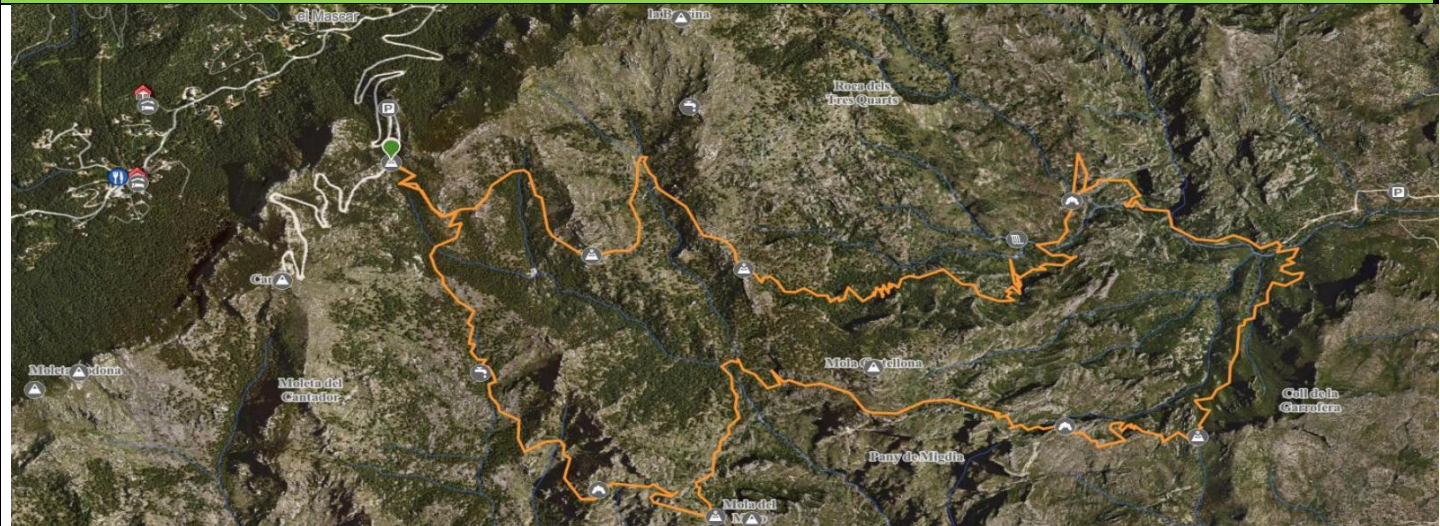 el Mascar
Roca dels
Tres Quarts
Moleta del
Cantador
Coll de la
Garrofera
Pany de Migdia
Mola del
P
P